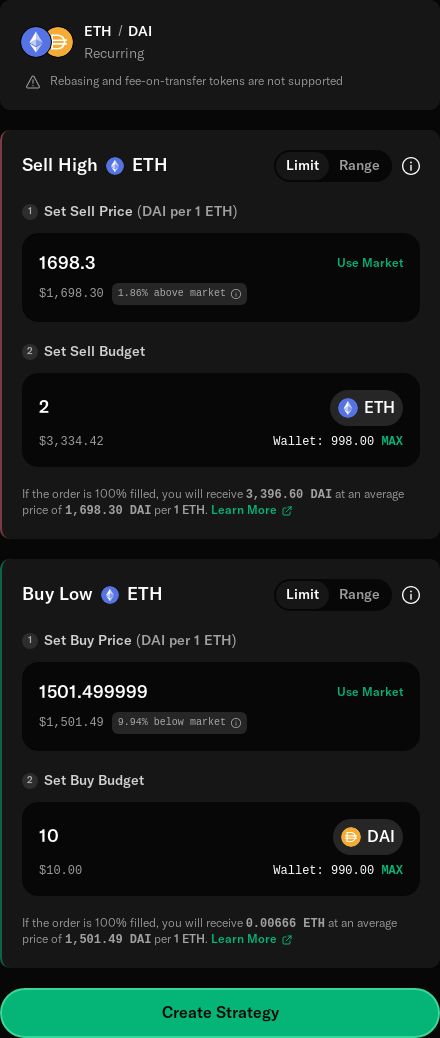 ETH / DAI
Recurring
Rebasing and fee-on-transfer tokens are not supported
Sell High ETH Limit Range
1 Set Sell Price (DAI per 1 ETH)
1698.3 Use Market
$1,698.30 1.86% above market
2 Set Sell Budget
2 ETH
$3,334.42 Wallet: 998.00 MAX
If the order is 100% filled, you will receive 3,396.60 DAI at an average
price of 1,698.30 DAI per 1 ETH. Learn More
Buy Low ETH Limit Range
1 Set Buy Price (DAI per 1 ETH)
1501.499999 Use Market
$1,501.49 9.94% below market
2 Set Buy Budget
10 DAI
$10.00 Wallet: 990.00 MAX
If the order is 100% filled, you will receive 0.00666 ETH at an average
price of 1,501.49 DAI per 1 ETH. Learn More
Create Strategy